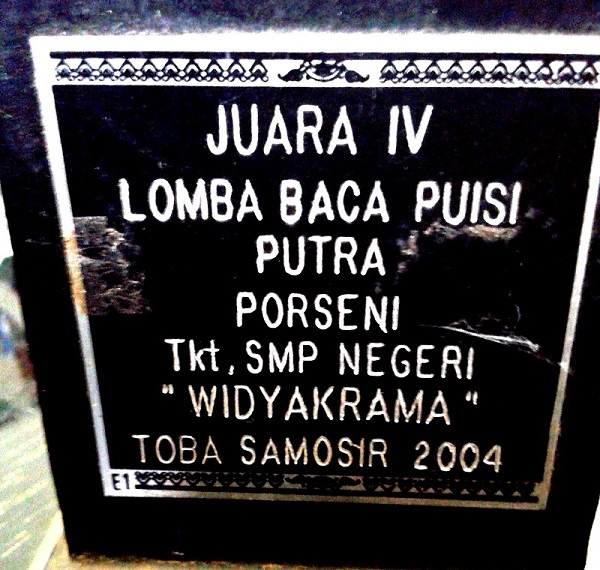 JUARA IV
LOMBA BACA PUISI
PUTRA
PORSENI
Tkt, SMP NEGERI
" WIDYAKRAMA "
TOBA SAMOSIR 2004
E1